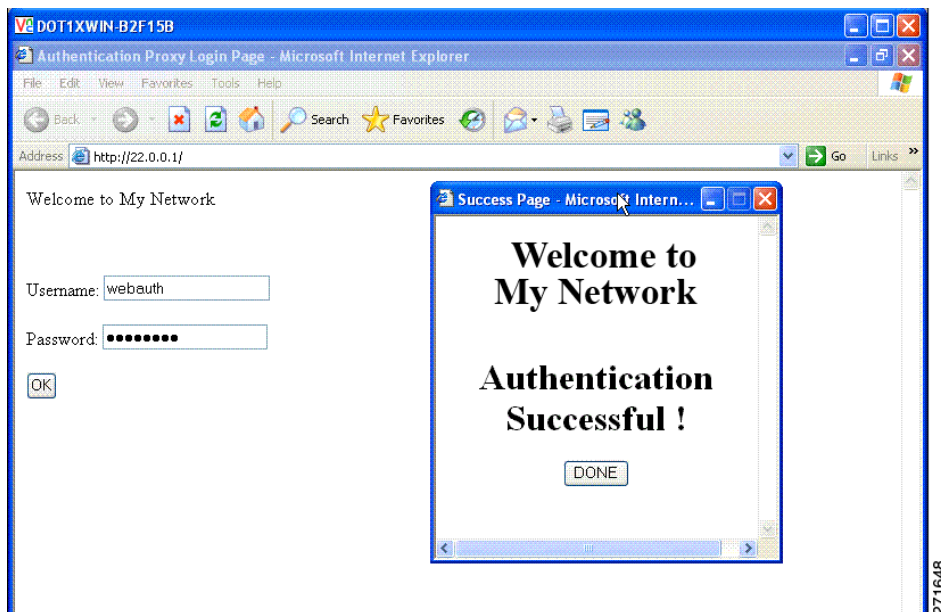 DOT1XWIN-B2F15B
Authentication Proxy Login Page - Microsoft Internet Explorer
File Edit View Favorites Tools Help
Back Search Favorites
Address http://22.0.0.1/ Go Links »
Welcome to My Network
Username: webauth
Password: ••••••••
OK
Success Page - Microsoft Intern...
Welcome to
My Network
Authentication
Successful !
DONE
271648